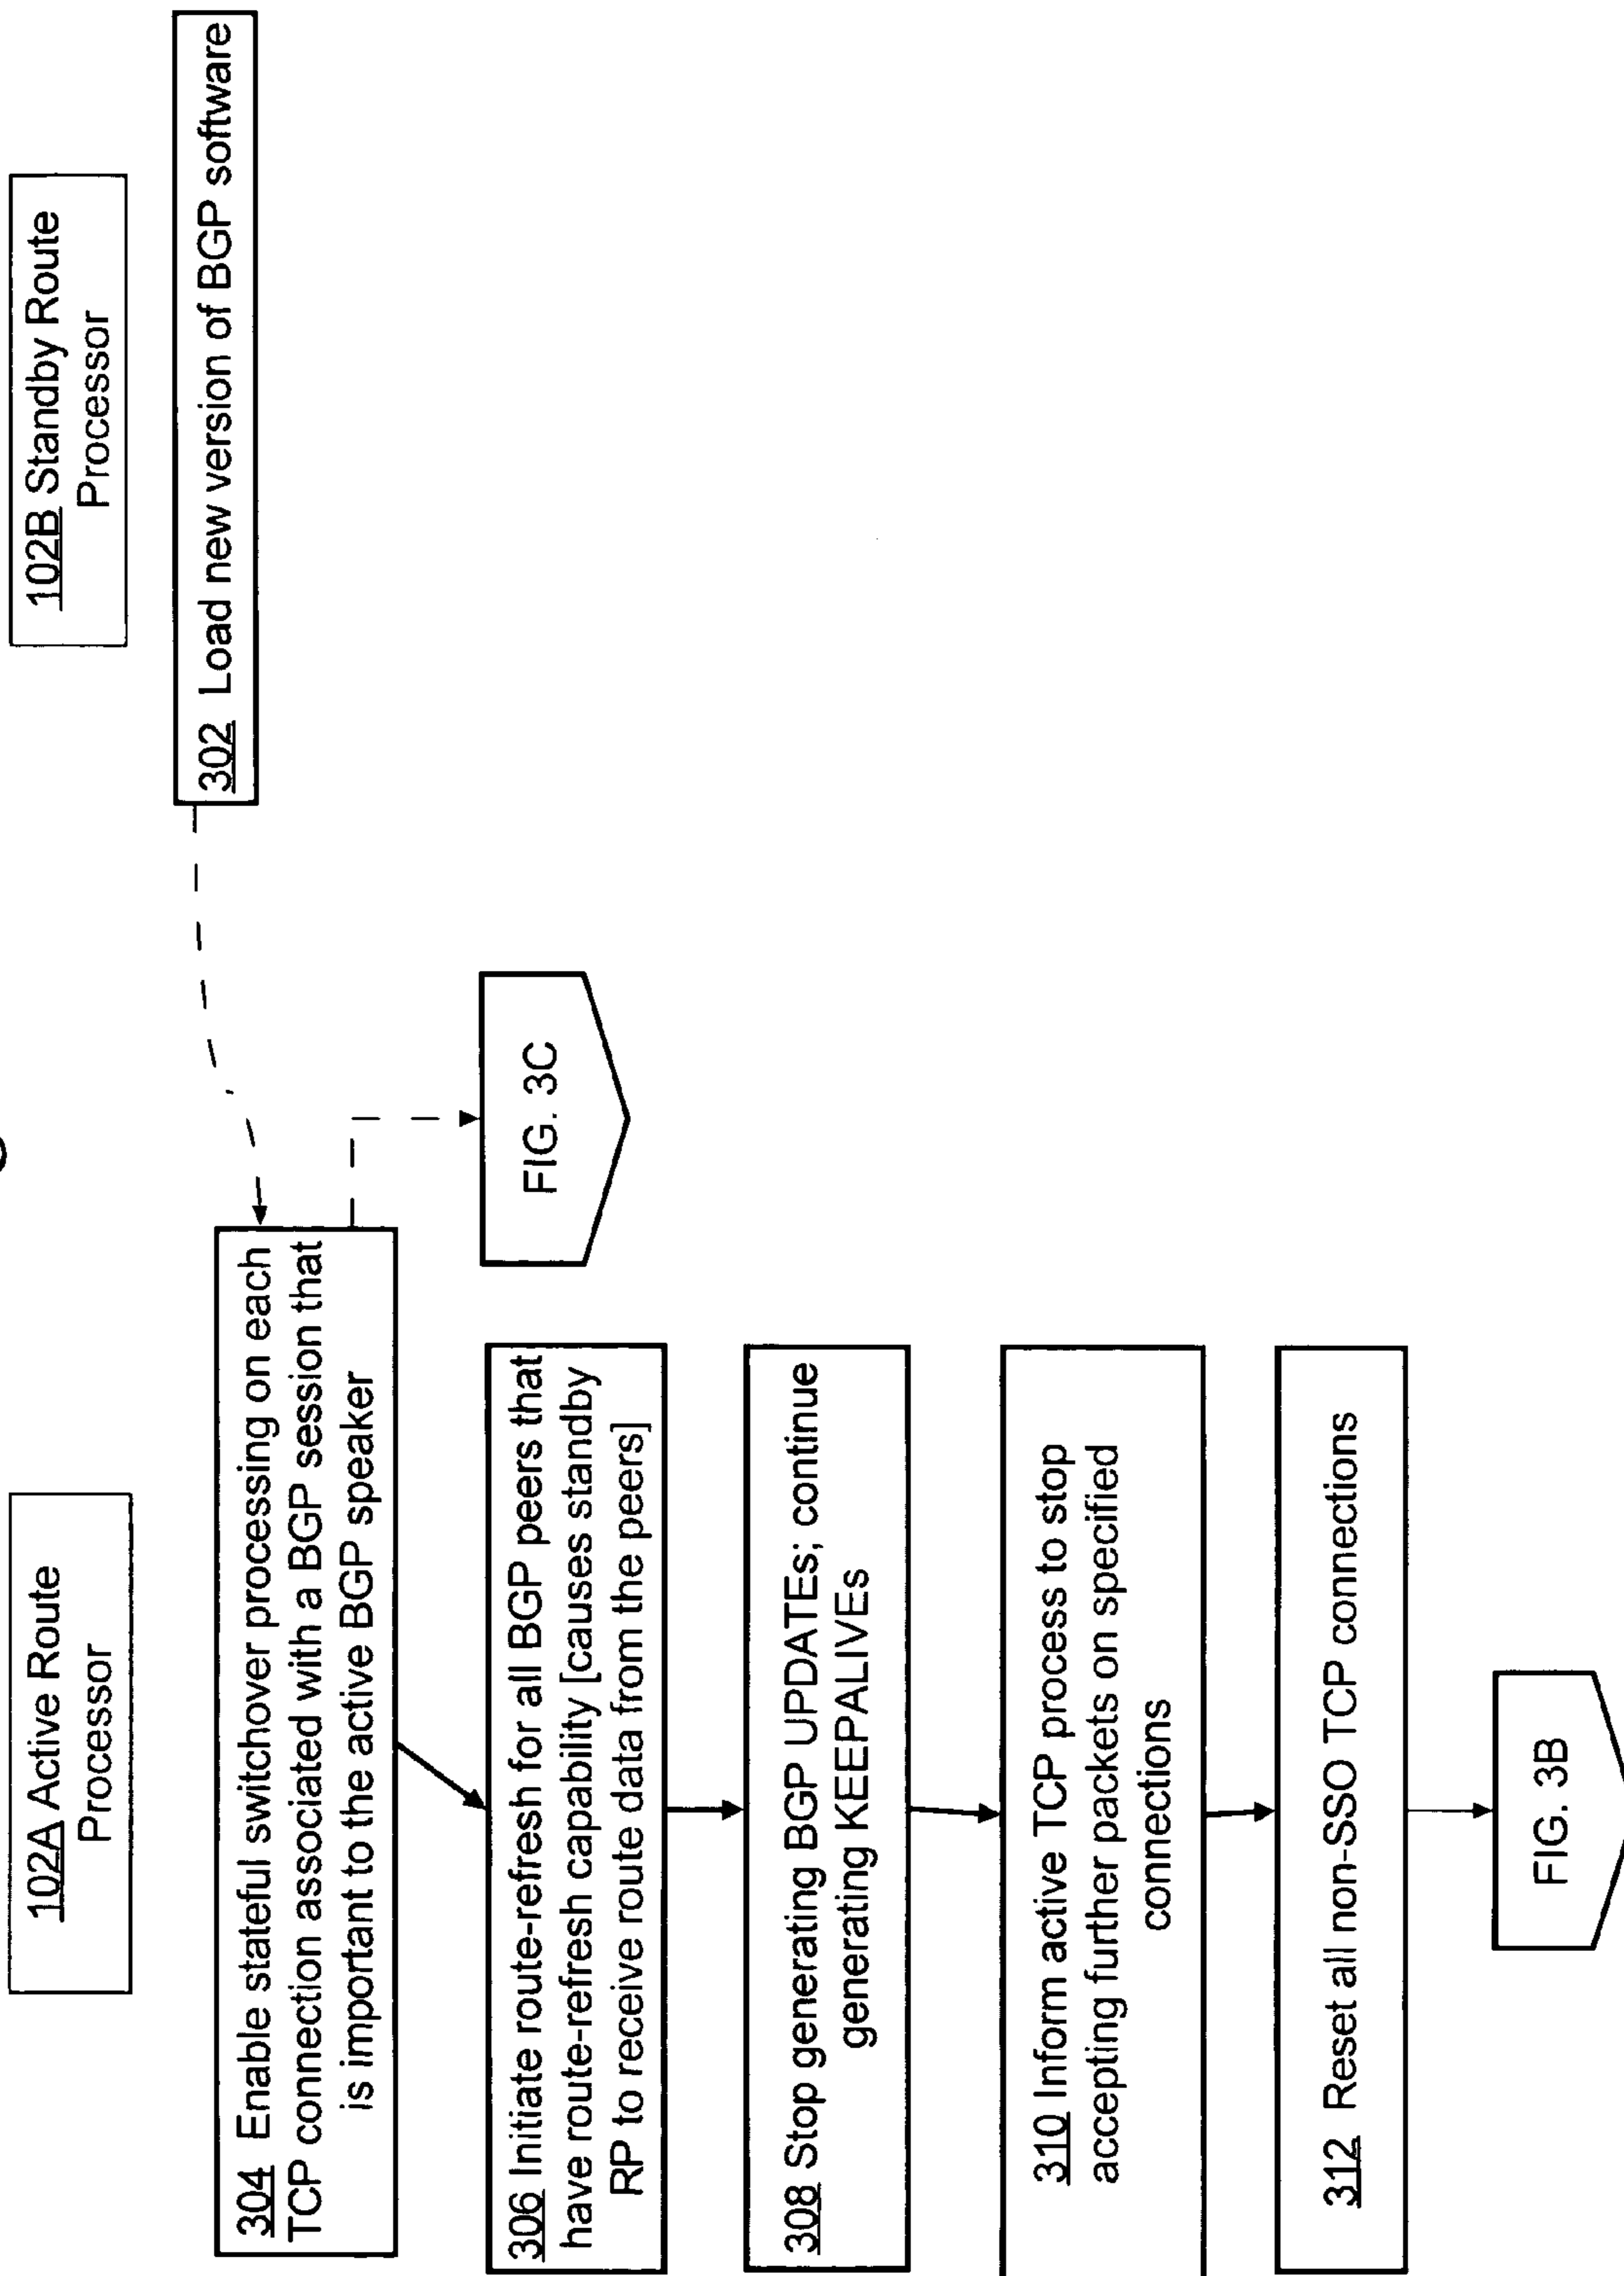 102A Active Route
Processor
102B Standby Route
Processor
302 Load new version of BGP software
304 Enable stateful switchover processing on each
TCP connection associated with a BGP session that
is important to the active BGP speaker
FIG. 3C
306 Initiate route-refresh for all BGP peers that
have route-refresh capability [causes standby
RP to receive route data from the peers]
308 Stop generating BGP UPDATEs; continue
generating KEEPALIVEs
310 Inform active TCP process to stop
accepting further packets on specified
connections
312 Reset all non-SSO TCP connections
FIG. 3B